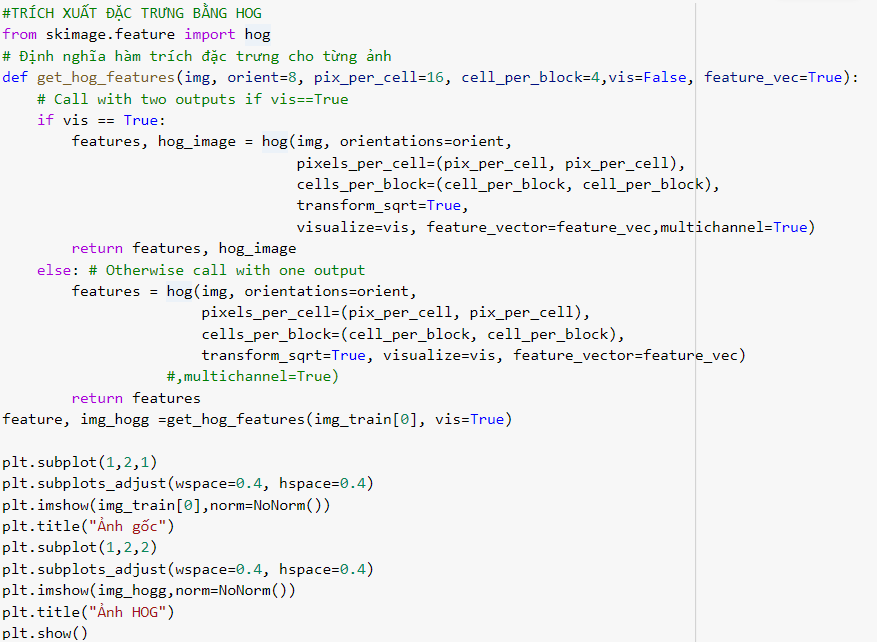 #TRÍCH XUẤT ĐẶC TRƯNG BẰNG HOG
from skimage.feature import hog
# Định nghĩa hàm trích đặc trưng cho từng ảnh
def get_hog_features(img, orient=8, pix_per_cell=16, cell_per_block=4,vis=False, feature_vec=True):
    # Call with two outputs if vis==True
    if vis == True:
        features, hog_image = hog(img, orientations=orient,
                                  pixels_per_cell=(pix_per_cell, pix_per_cell),
                                  cells_per_block=(cell_per_block, cell_per_block),
                                  transform_sqrt=True,
                                  visualize=vis, feature_vector=feature_vec,multichannel=True)
        return features, hog_image
    else: # Otherwise call with one output
        features = hog(img, orientations=orient,
                       pixels_per_cell=(pix_per_cell, pix_per_cell),
                       cells_per_block=(cell_per_block, cell_per_block),
                       transform_sqrt=True, visualize=vis, feature_vector=feature_vec)
                   #,multichannel=True)
        return features
feature, img_hogg =get_hog_features(img_train[0], vis=True)

plt.subplot(1,2,1)
plt.subplots_adjust(wspace=0.4, hspace=0.4)
plt.imshow(img_train[0],norm=NoNorm())
plt.title("Ảnh gốc")
plt.subplot(1,2,2)
plt.subplots_adjust(wspace=0.4, hspace=0.4)
plt.imshow(img_hogg,norm=NoNorm())
plt.title("Ảnh HOG")
plt.show()